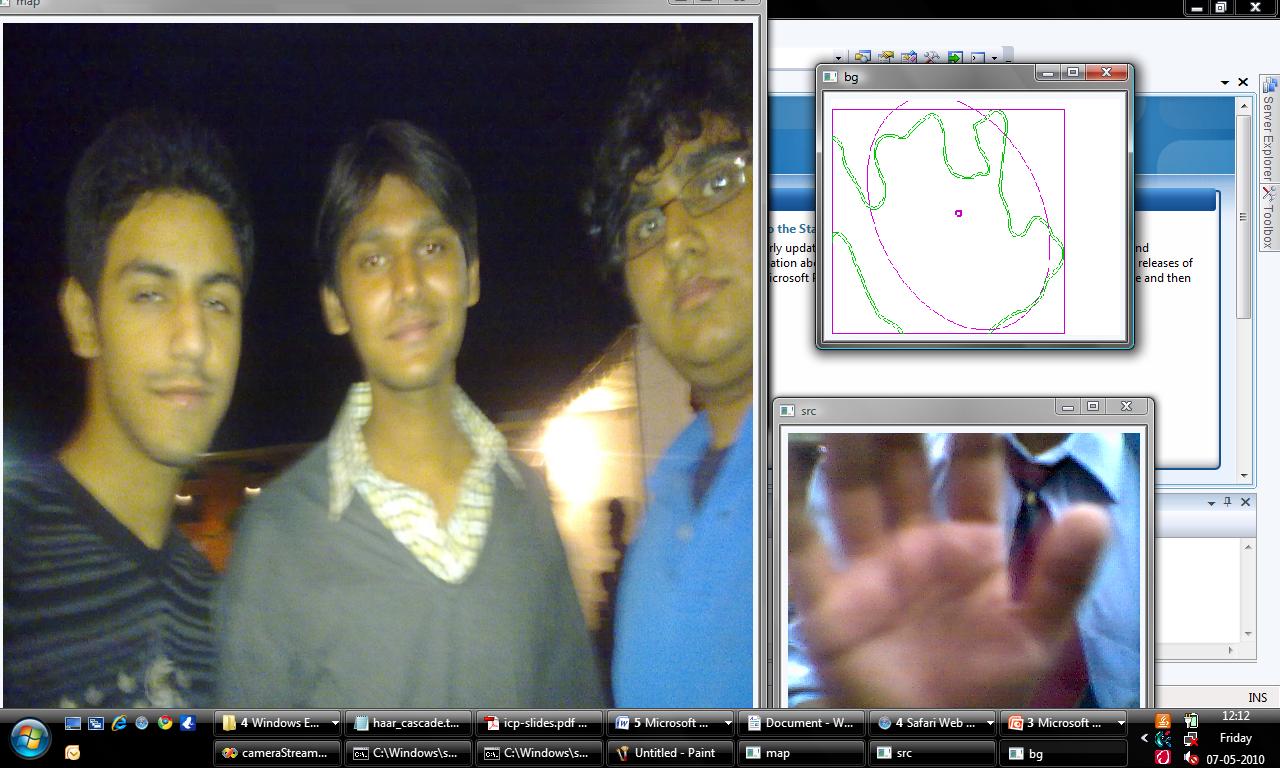 map
bg
Server Explorer
Toolbox
o the Sta
rly updat
nd
ation abo
releases of
icrosoft P
e and then
src
INS
4 Windows E...
haar_cascade.t...
icp-slides.pdf ...
5 Microsoft ...
Document - W...
4 Safari Web ...
3 Microsoft ...
12:12
cameraStream...
C:\Windows\s...
C:\Windows\s...
Untitled - Paint
map
src
bg
Friday
07-05-2010